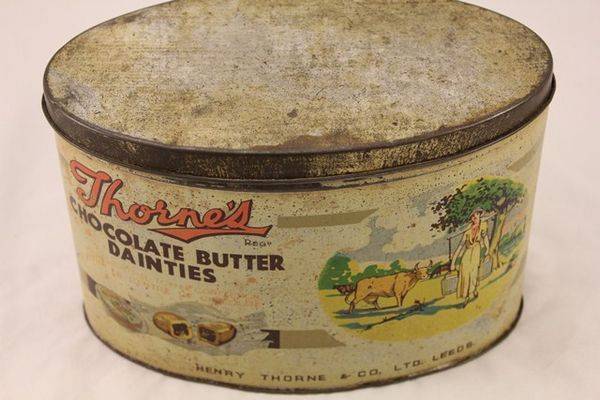 Thorne's
REGD
CHOCOLATE BUTTER
DAINTIES
HENRY THORNE & CO. LTD. LEEDS